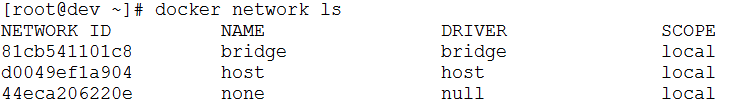 [root@dev ~]# docker network ls
NETWORK ID NAME DRIVER SCOPE
81cb541101c8 bridge bridge local
d0049ef1a904 host host local
44eca206220e none null local